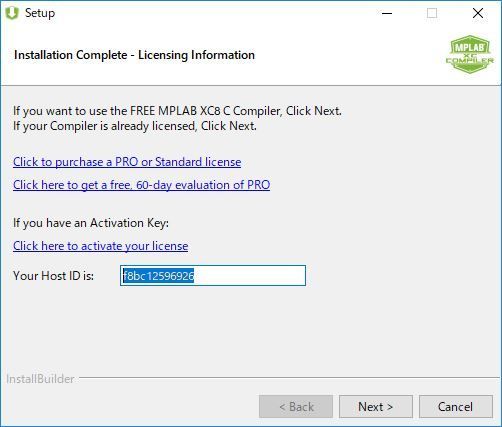 Setup
Installation Complete - Licensing Information
MPLAB®
XC
COMPILER
If you want to use the FREE MPLAB XC8 C Compiler, Click Next.
If your Compiler is already licensed, Click Next.
Click to purchase a PRO or Standard license
Click here to get a free, 60-day evaluation of PRO
If you have an Activation Key:
Click here to activate your license
Your Host ID is: f8bc12596926
InstallBuilder
< Back Next > Cancel